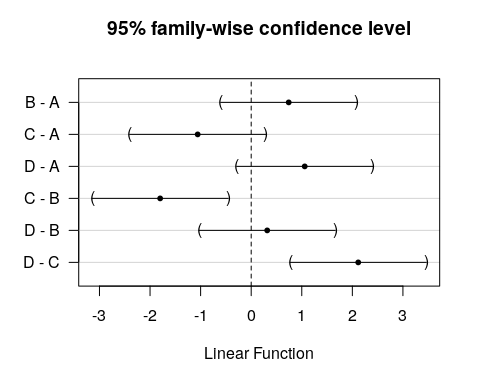 95% family-wise confidence level
B - A
C - A
D - A
C - B
D - B
D - C
-3 -2 -1 0 1 2 3
Linear Function